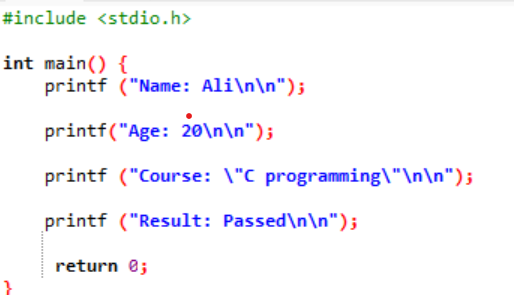 #include <stdio.h>
int main() {
printf ("Name: Ali\n\n");
printf("Age: 20\n\n");
printf ("Course: \"C programming\"\n\n");
printf ("Result: Passed\n\n");
return 0;
}